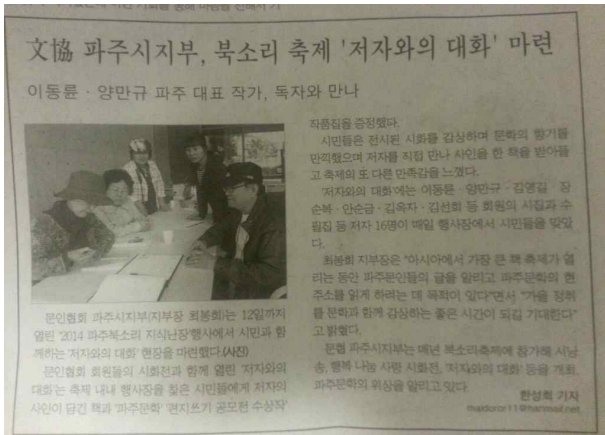 文協 파주시지부, 북소리 축제 '저자와의 대화' 마련
이동륜 · 양만규 파주 대표 작가, 독자와 만나
문인협회 파주시지부(지부장 최봉희)는 12일까지
열린 '2014 파주북소리 지식난장' 행사에서 시민과 함
께하는 '저자와의 대화' 현장을 마련했다.(사진)
문인협회 회원들의 시화전과 함께 열린 '저자와의
대화'는 축제 내내 행사장을 찾은 시민들에게 저자의
사인이 담긴 책과 '파주문화' '편지쓰기 공모전 수상작'
작품집을 증정했다.
시민들은 전시된 시화를 감상하며 문학의 향기를
만끽했으며 저자를 직접 만나 사인을 한 책을 받아들
고 축제의 또 다른 만족감을 느꼈다.
'저자와의 대화'에는 이동륜 · 양만규 · 김영길 · 장
순복 · 안순금 · 김옥자 · 김선희 등 회원의 시집과 수
필집 등 저자 16명이 매일 행사장에서 시민들을 맞았
다.
최봉희 지부장은 "아시아에서 가장 큰 책 축제가 열
리는 동안 파주문인들의 글을 알리고 파주문학의 현
주소를 읽게 하려는 데 목적이 있다"면서 "가을 정취
를 문학과 함께 감상하는 좋은 시간이 되길 기대한다"
고 밝혔다.
문협 파주시지부는 매년 북소리축제에 참가해 시낭
송, 행복 나눔 사랑 시화전, '저자와의 대화' 등을 개최,
파주문학의 위상을 알리고 있다.
한성희 기자
maldoror11@hanmail.net